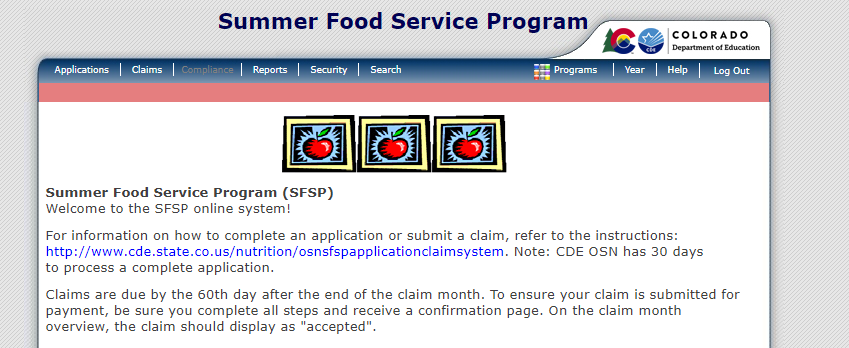 Summer Food Service Program
COLORADO
Department of Education
CDE
Applications Claims Compliance Reports Security Search Programs Year Help Log Out
Summer Food Service Program (SFSP)
Welcome to the SFSP online system!
For information on how to complete an application or submit a claim, refer to the instructions:
http://www.cde.state.co.us/nutrition/osnsfspapplicationclaimsystem. Note: CDE OSN has 30 days
to process a complete application.
Claims are due by the 60th day after the end of the claim month. To ensure your claim is submitted for
payment, be sure you complete all steps and receive a confirmation page. On the claim month
overview, the claim should display as "accepted".